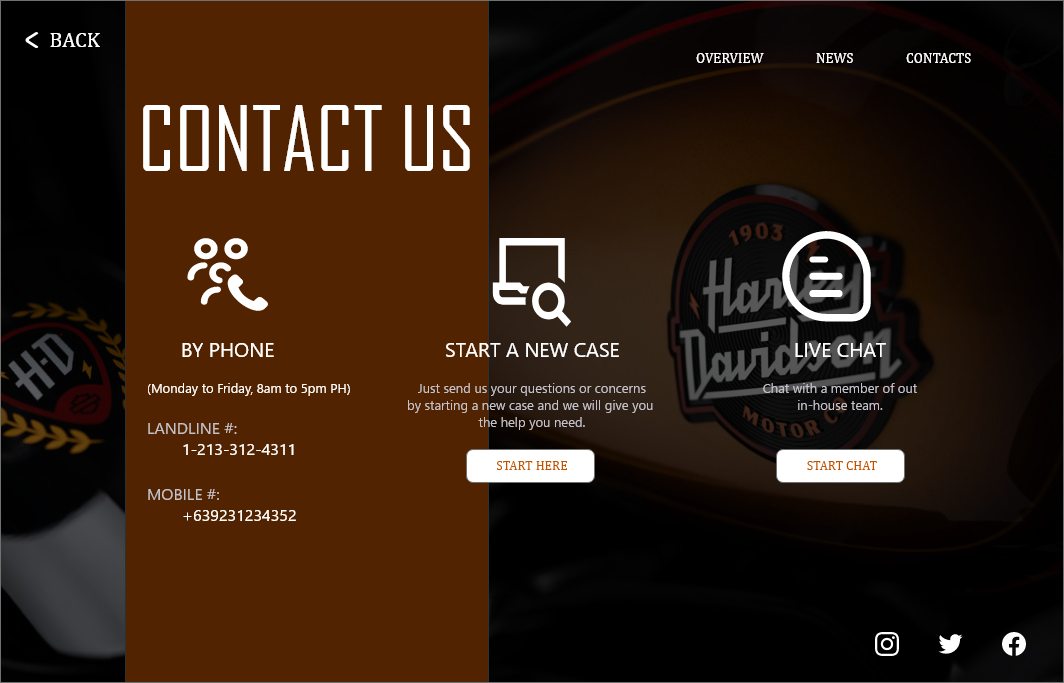 BACK
OVERVIEW
NEWS
CONTACTS
CONTACT US
BY PHONE
(Monday to Friday, 8am to 5pm PH)
LANDLINE #:
1-213-312-4311
MOBILE #:
+639231234352
START A NEW CASE
Just send us your questions or concerns
by starting a new case and we will give you
the help you need.
START HERE
LIVE CHAT
Chat with a member of out
in-house team.
START CHAT
H-D
1903
Harley
Davidson
MOTOR CO